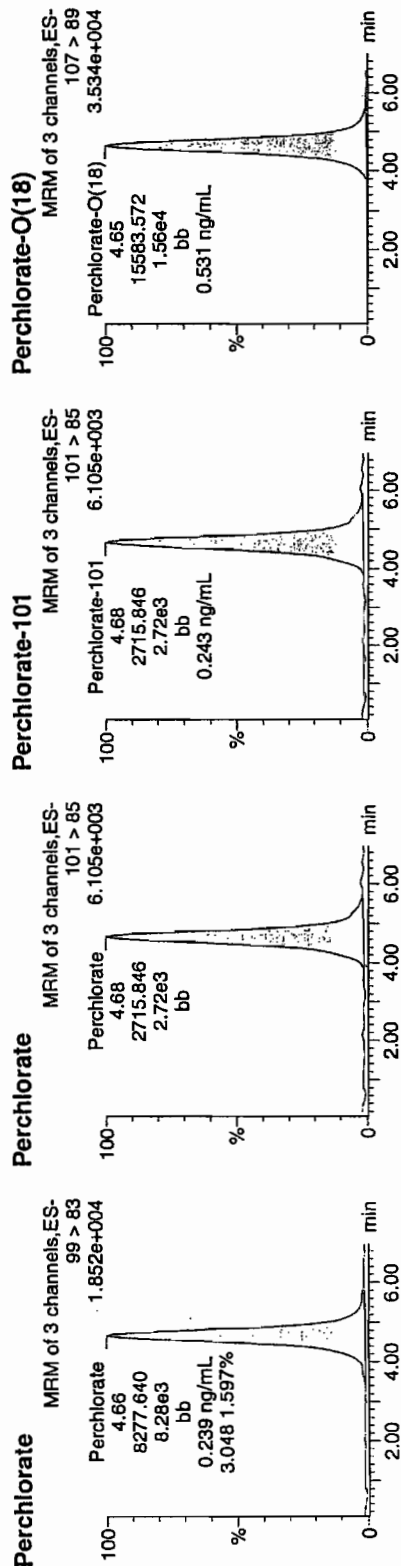 Perchlorate
MRM of 3 channels,ES-
99 > 83
1.852e+004
Perchlorate
4.66
8277.640
8.28e3
bb
0.239 ng/mL
3.048 1.597%
100
%
0
2.00
4.00
6.00
min
Perchlorate
MRM of 3 channels,ES-
101 > 85
6.105e+003
Perchlorate
4.68
2715.846
2.72e3
bb
100
%
0
2.00
4.00
6.00
min
Perchlorate-101
MRM of 3 channels,ES-
101 > 85
6.105e+003
Perchlorate-101
4.68
2715.846
2.72e3
bb
0.243 ng/mL
100
%
0
2.00
4.00
6.00
min
Perchlorate-O(18)
MRM of 3 channels,ES-
107 > 89
3.534e+004
Perchlorate-O(18)
4.65
15583.572
1.56e4
bb
0.531 ng/mL
100
%
0
2.00
4.00
6.00
min